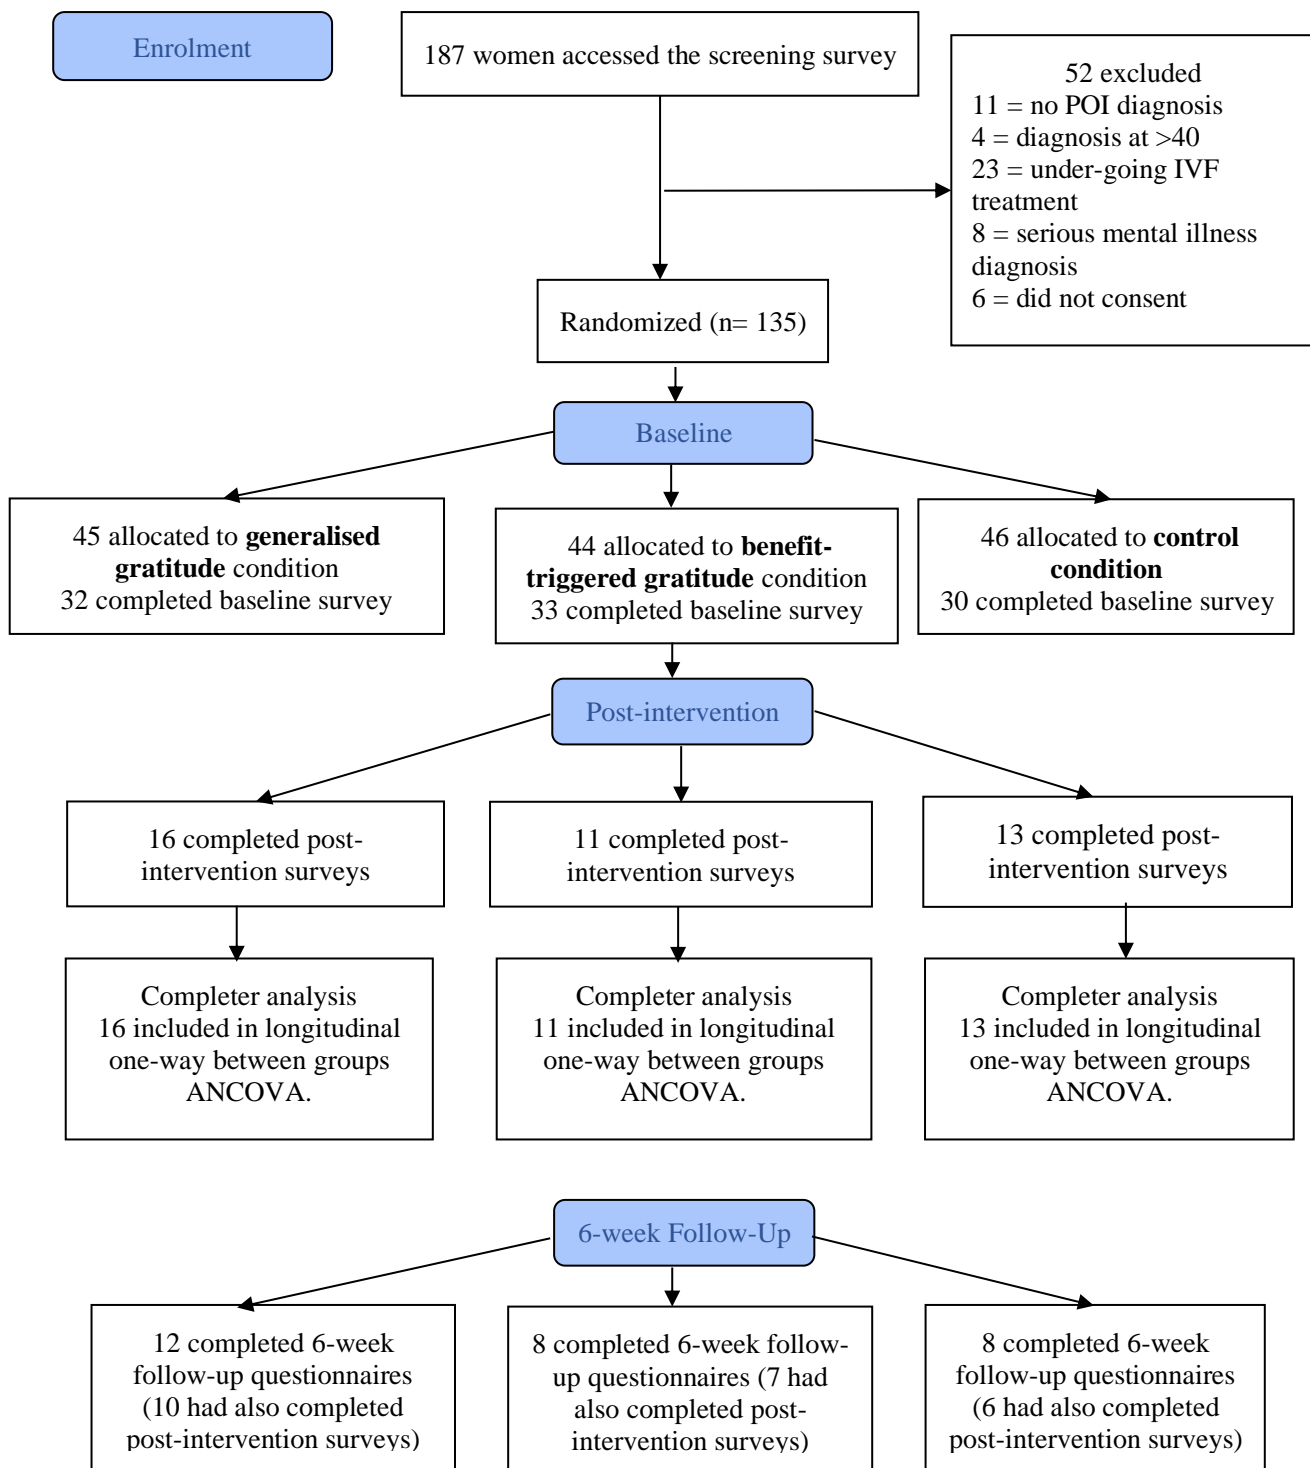 Enrolment
187 women accessed the screening survey
52 excluded
11 = no POI diagnosis
4 = diagnosis at >40
23 = under-going IVF
treatment
8 = serious mental illness
diagnosis
6 = did not consent
Randomized (n= 135)
Baseline
45 allocated to generalised
gratitude condition
32 completed baseline survey
44 allocated to benefit-
triggered gratitude condition
33 completed baseline survey
46 allocated to control
condition
30 completed baseline survey
Post-intervention
16 completed post-
intervention surveys
11 completed post-
intervention surveys
13 completed post-
intervention surveys
Completer analysis
16 included in longitudinal
one-way between groups
ANCOVA.
Completer analysis
11 included in longitudinal
one-way between groups
ANCOVA.
Completer analysis
13 included in longitudinal
one-way between groups
ANCOVA.
6-week Follow-Up
12 completed 6-week
follow-up questionnaires
(10 had also completed
post-intervention surveys)
8 completed 6-week follow-
up questionnaires (7 had
also completed post-
intervention surveys)
8 completed 6-week
follow-up questionnaires
(6 had also completed
post-intervention surveys)